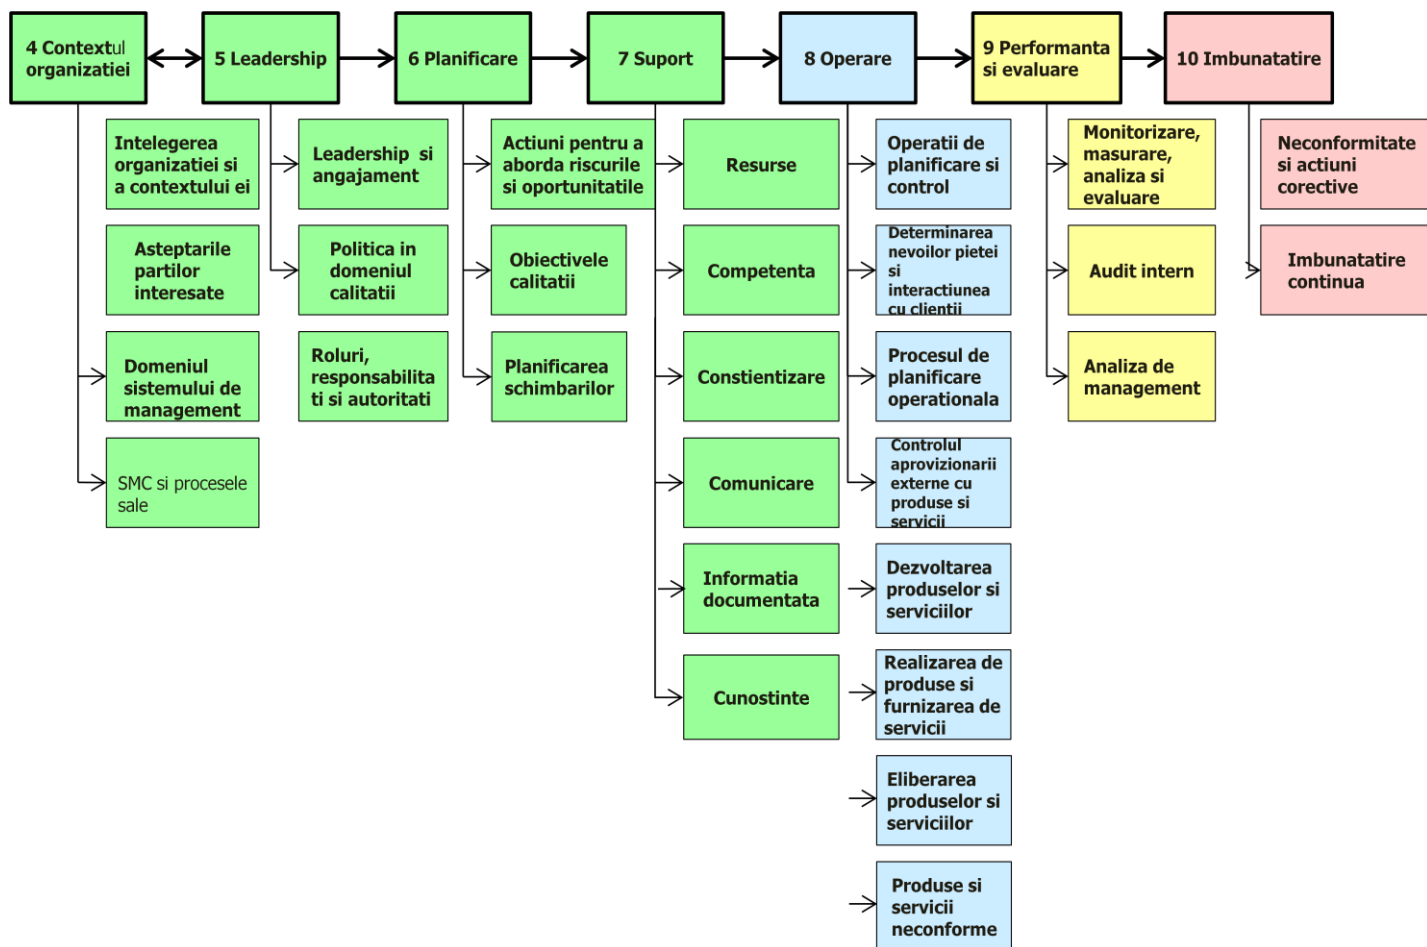 4 Contextul
organizatiei
5 Leadership
6 Planificare
7 Suport
8 Operare
9 Performanta
si evaluare
10 Imbunatatire
Intelegerea
organizatiei si
a contextului ei
Asteptarile
partilor
interesate
Domeniul
sistemului de
management
SMC si procesele
sale
Leadership si
angajament
Politica in
domeniul
calitatii
Roluri,
responsabilita
ti si autoritati
Actiuni pentru a
aborda riscurile
si oportunitatile
Obiectivele
calitatii
Planificarea
schimbarilor
Resurse
Competenta
Constientizare
Comunicare
Informatia
documentata
Cunostinte
Operatii de
planificare si
control
Determinarea
nevoilor pietei
si
interactiunea
cu clientii
Procesul de
planificare
operationala
Controlul
aprovizionarii
externe cu
produse si
servicii
Dezvoltarea
produselor si
serviciilor
Realizarea de
produse si
furnizarea de
servicii
Eliberarea
produselor si
serviciilor
Produse si
servicii
neconforme
Monitorizare,
masurare,
analiza si
evaluare
Audit intern
Analiza de
management
Neconformitate
si actiuni
corective
Imbunatatire
continua